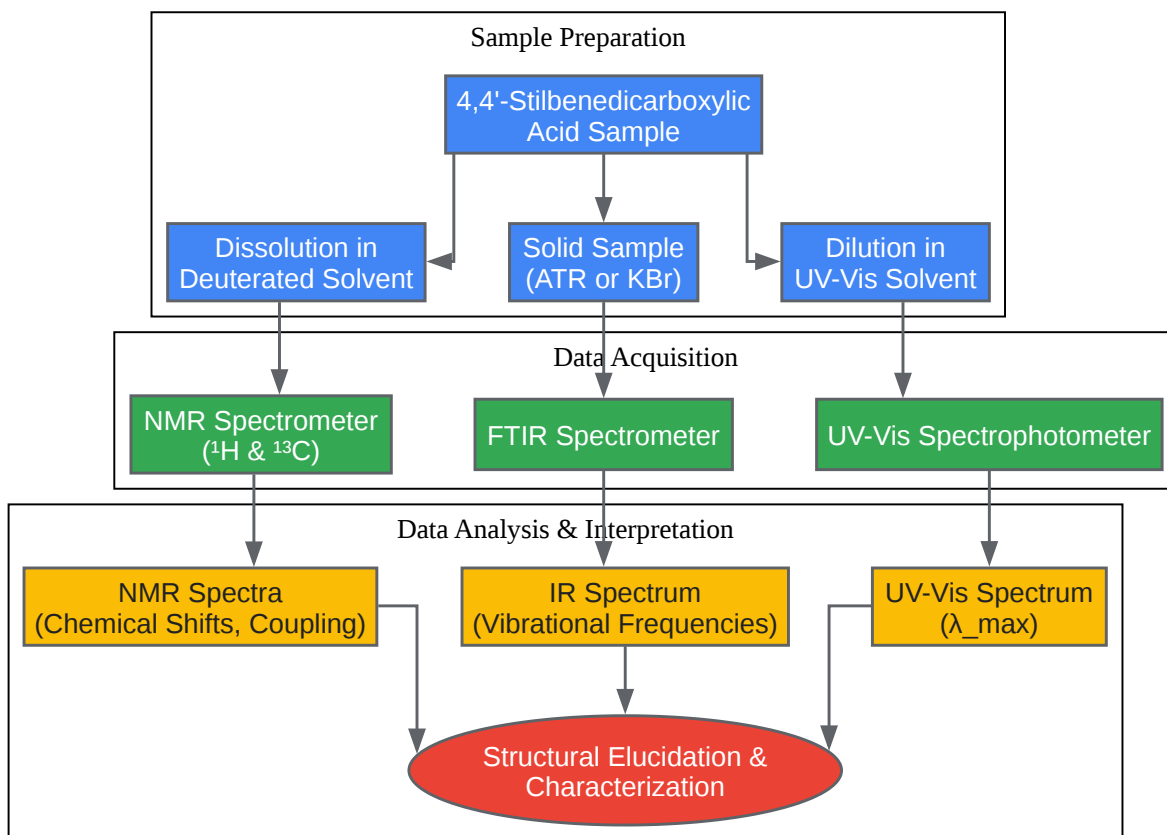 Sample Preparation
4,4'-Stilbenedicarboxylic
Acid Sample
Dissolution in
Deuterated Solvent
Solid Sample
(ATR or KBr)
Dilution in
UV-Vis Solvent
Data Acquisition
NMR Spectrometer
(¹H & ¹³C)
FTIR Spectrometer
UV-Vis Spectrophotometer
Data Analysis & Interpretation
NMR Spectra
(Chemical Shifts, Coupling)
IR Spectrum
(Vibrational Frequencies)
UV-Vis Spectrum
(λ_max)
Structural Elucidation &
Characterization